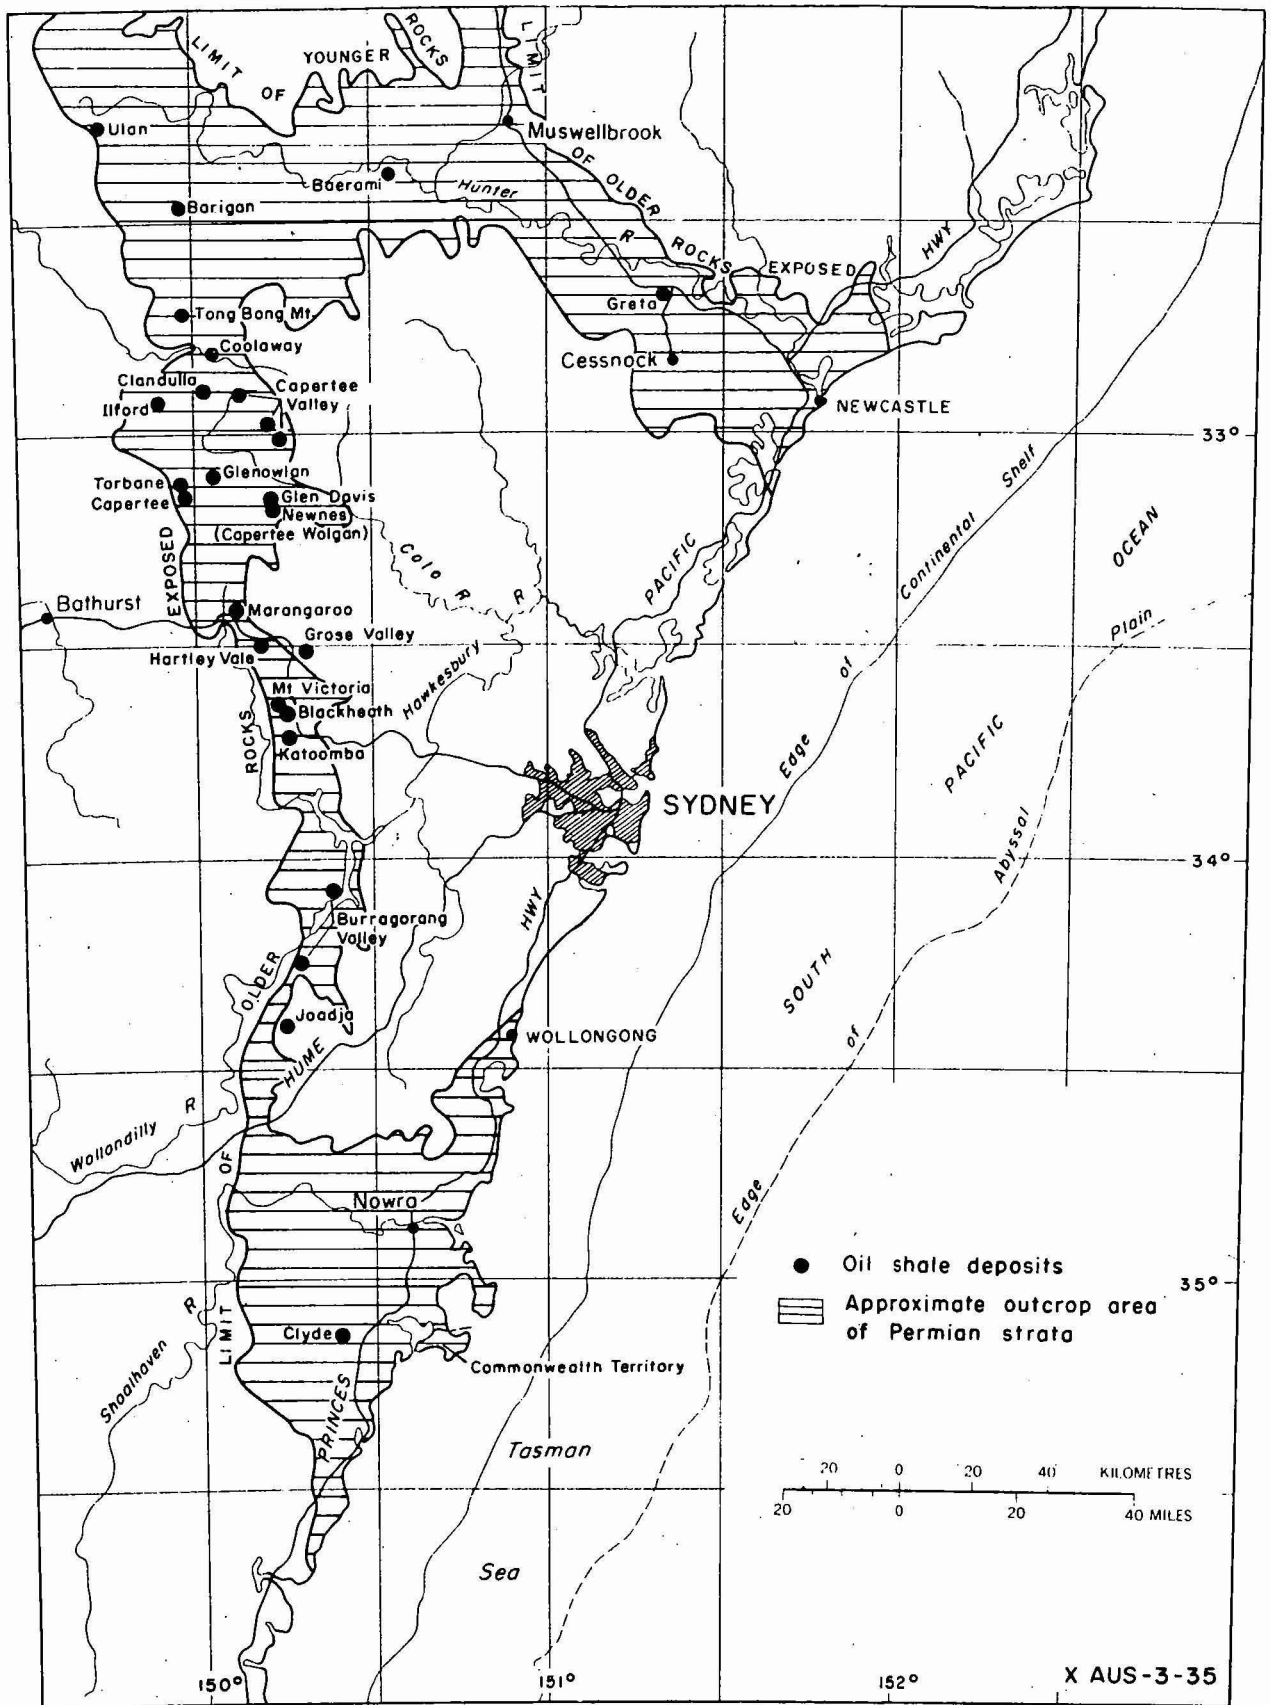 LIMIT OF YOUNGER ROCKS
LIMIT OF OLDER ROCKS EXPOSED
Ulan
Muswellbrook
Baerami
Hunter R
Barigan
HWY
Greta
Tong Bong Mt.
Coolaway
Cessnock
Clandulla
Capertee
Valley
Ilford
NEWCASTLE
33°
Glenowlan
Torbane
Capertee
Glen Davis
Newnes
(Capertee Wolgan)
Edge of Continental Shelf
SOUTH PACIFIC OCEAN
Colo R
R
PACIFIC
EXPOSED
Bathurst
Marangaroo
Grose Valley
Hartley Vale
Edge of Abyssal Plain
Hawkesbury
Mt Victoria
Blackheath
ROCKS
Katoomba
SYDNEY
34°
HWY
Burragorang
Valley
OLDER
Joadja
WOLLONGONG
HUME
Wollondilly R
OF
Nowra
Oil shale deposits
35°
Approximate outcrop area
of Permian strata
LIMIT
Clyde
Commonwealth Territory
Shoalhaven R
PRINCES
Tasman
Sea
20 0 20 40 KILOMETRES
20 0 20 40 MILES
150° 151° 152°
X AUS-3-35